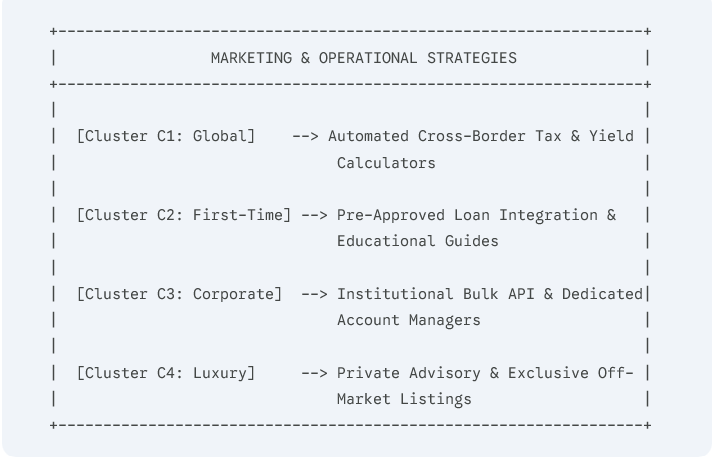 MARKETING & OPERATIONAL STRATEGIES
[Cluster C1: Global] --> Automated Cross-Border Tax & Yield
Calculators
[Cluster C2: First-Time] --> Pre-Approved Loan Integration &
Educational Guides
[Cluster C3: Corporate] --> Institutional Bulk API & Dedicated
Account Managers
[Cluster C4: Luxury] --> Private Advisory & Exclusive Off-
Market Listings